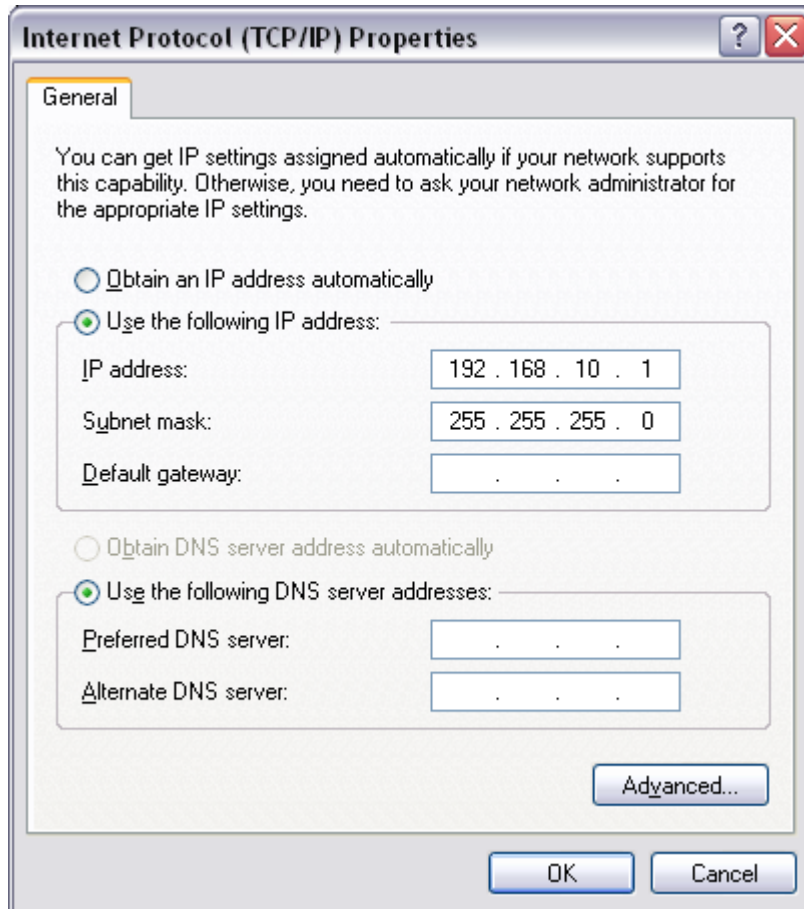 Internet Protocol (TCP/IP) Properties
General
You can get IP settings assigned automatically if your network supports
this capability. Otherwise, you need to ask your network administrator for
the appropriate IP settings.
Obtain an IP address automatically
Use the following IP address:
IP address: 192 . 168 . 10 . 1
Subnet mask: 255 . 255 . 255 . 0
Default gateway: . . .
Obtain DNS server address automatically
Use the following DNS server addresses:
Preferred DNS server: . . .
Alternate DNS server: . . .
Advanced...
OK Cancel